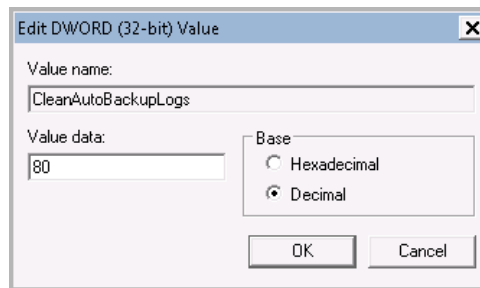 Edit DWORD (32-bit) Value
Value name:
CleanAutoBackupLogs
Value data:
80
Base
Hexadecimal
Decimal
OK
Cancel